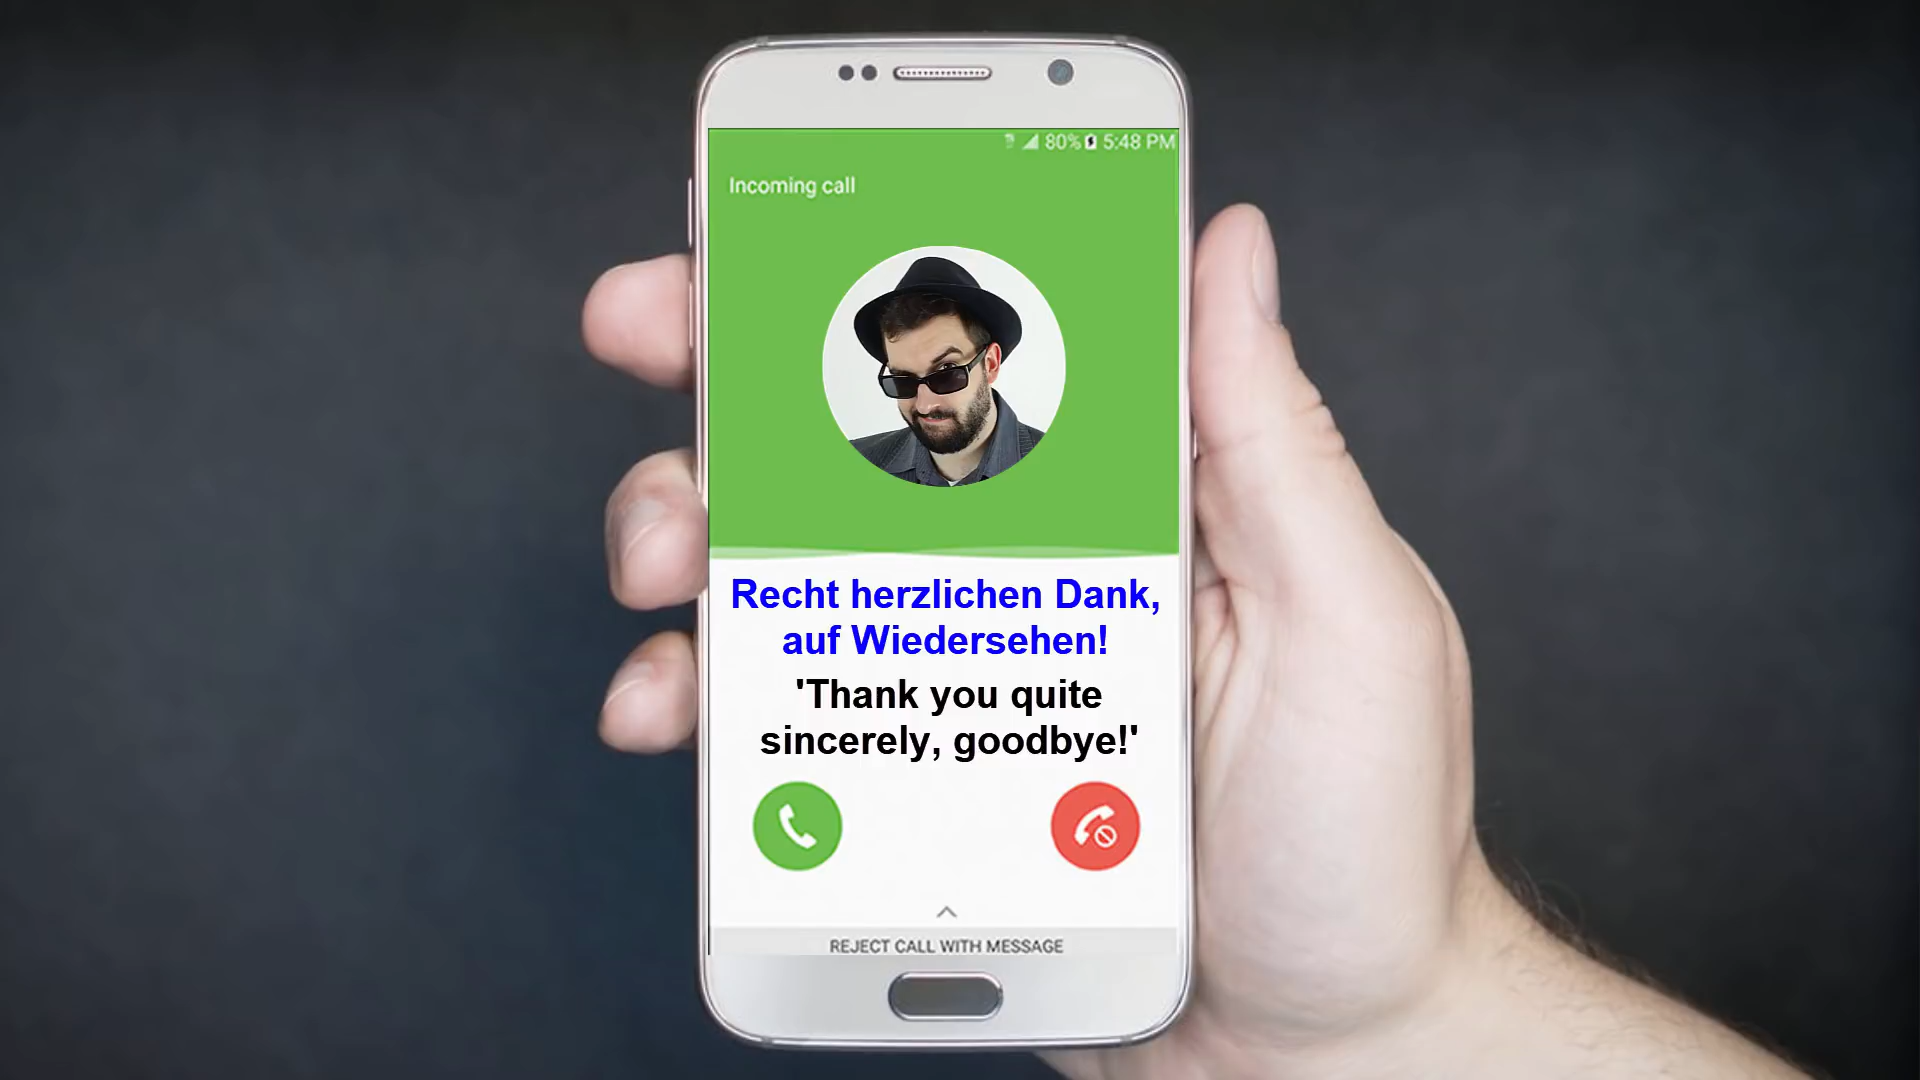 80% 5:48 PM
Incoming call
Recht herzlichen Dank,
auf Wiedersehen!
'Thank you quite
sincerely, goodbye!'
REJECT CALL WITH MESSAGE